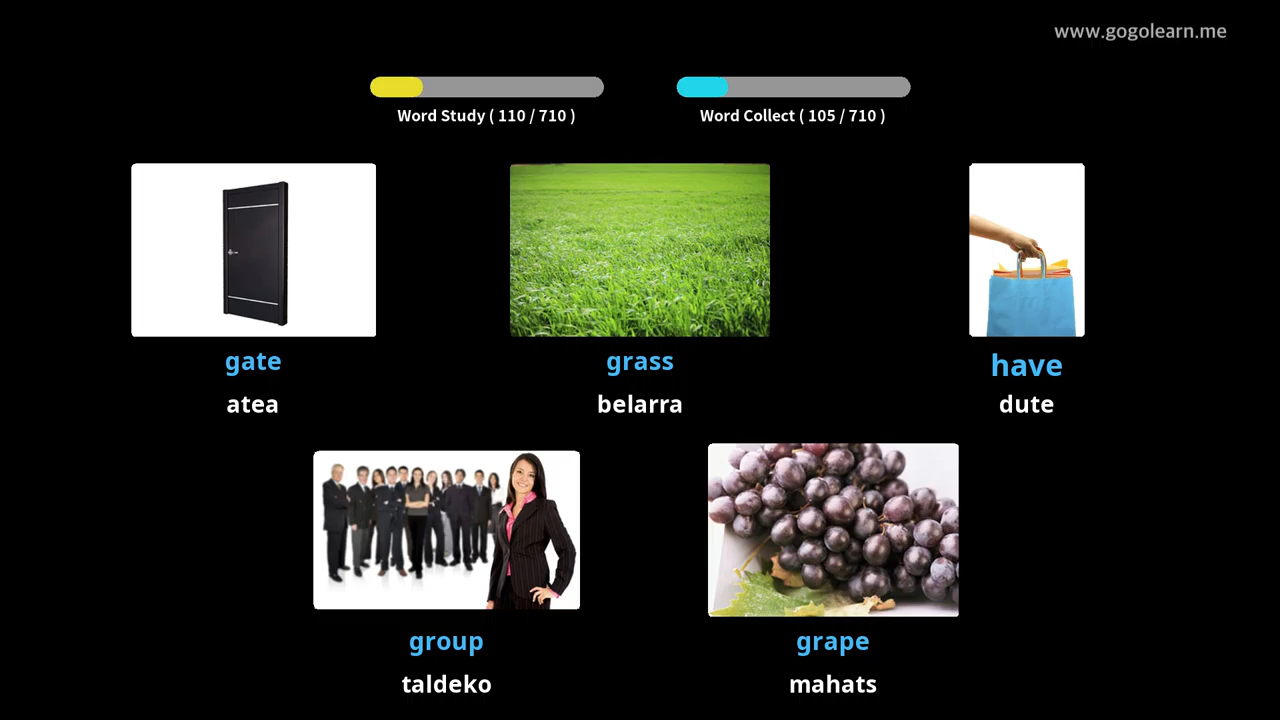 www.gogolearn.me
Word Study ( 110 / 710 )
Word Collect ( 105 / 710 )
gate
atea
grass
belarra
have
dute
group
taldeko
grape
mahats